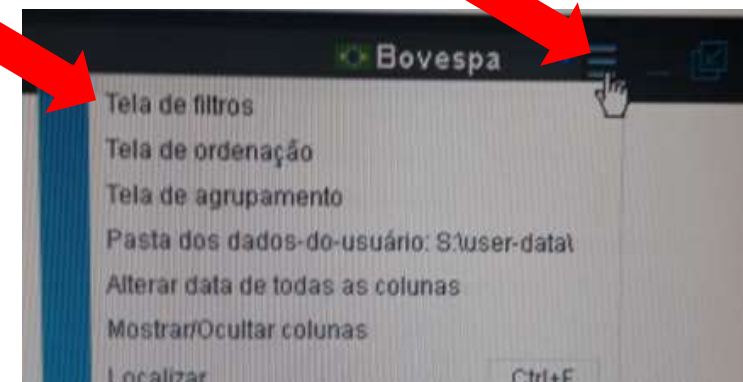 Bovespa
Tela de filtros
Tela de ordenação
Tela de agrupamento
Pasta dos dados-do-usuário: S:\user-data\
Alterar data de todas as colunas
Mostrar/Ocultar colunas
Localizar Ctrl+F